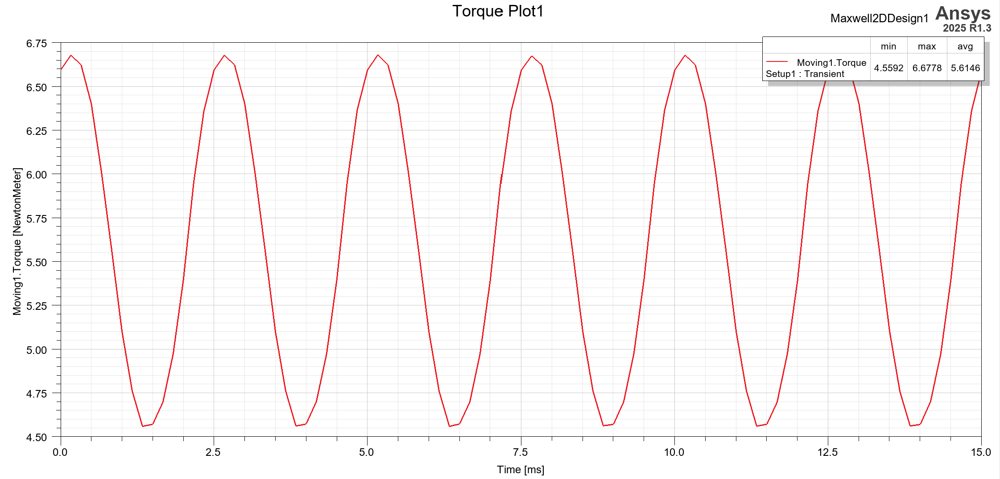 Torque Plot1
Maxwell2DDesign1
Ansys
2025 R1.3
min max avg
Moving1.Torque
Setup1 : Transient
4.5592 6.6778 5.6146
Moving1.Torque [NewtonMeter]
6.75
6.50
6.25
6.00
5.75
5.50
5.25
5.00
4.75
4.50
0.0 2.5 5.0 7.5 10.0 12.5 15.0
Time [ms]